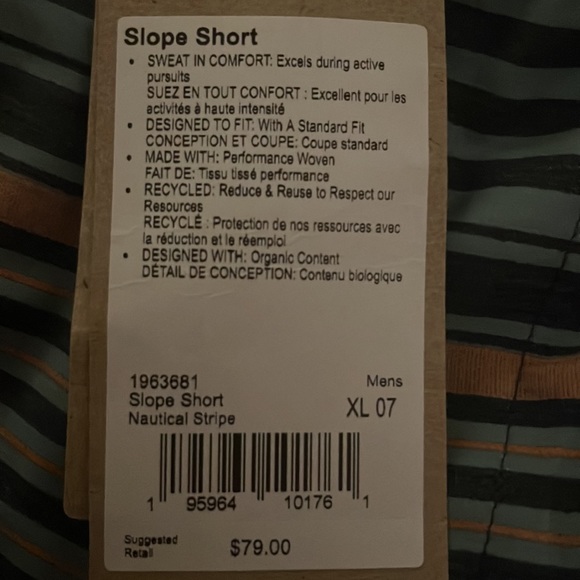 Slope Short
• SWEAT IN COMFORT: Excels during active
pursuits
SUEZ EN TOUT CONFORT : Excellent pour les
activités à haute intensité
• DESIGNED TO FIT: With A Standard Fit
CONCEPTION ET COUPE: Coupe standard
• MADE WITH: Performance Woven
FAIT DE: Tissu tissé performance
• RECYCLED: Reduce & Reuse to Respect our
Resources
RECYCLÉ : Protection de nos ressources avec
la réduction et le réemploi
• DESIGNED WITH: Organic Content
DÉTAIL DE CONCEPTION: Contenu biologique
1963681 Mens
Slope Short XL 07
Nautical Stripe
1 95964 10176 1
Suggested
Retail $79.00